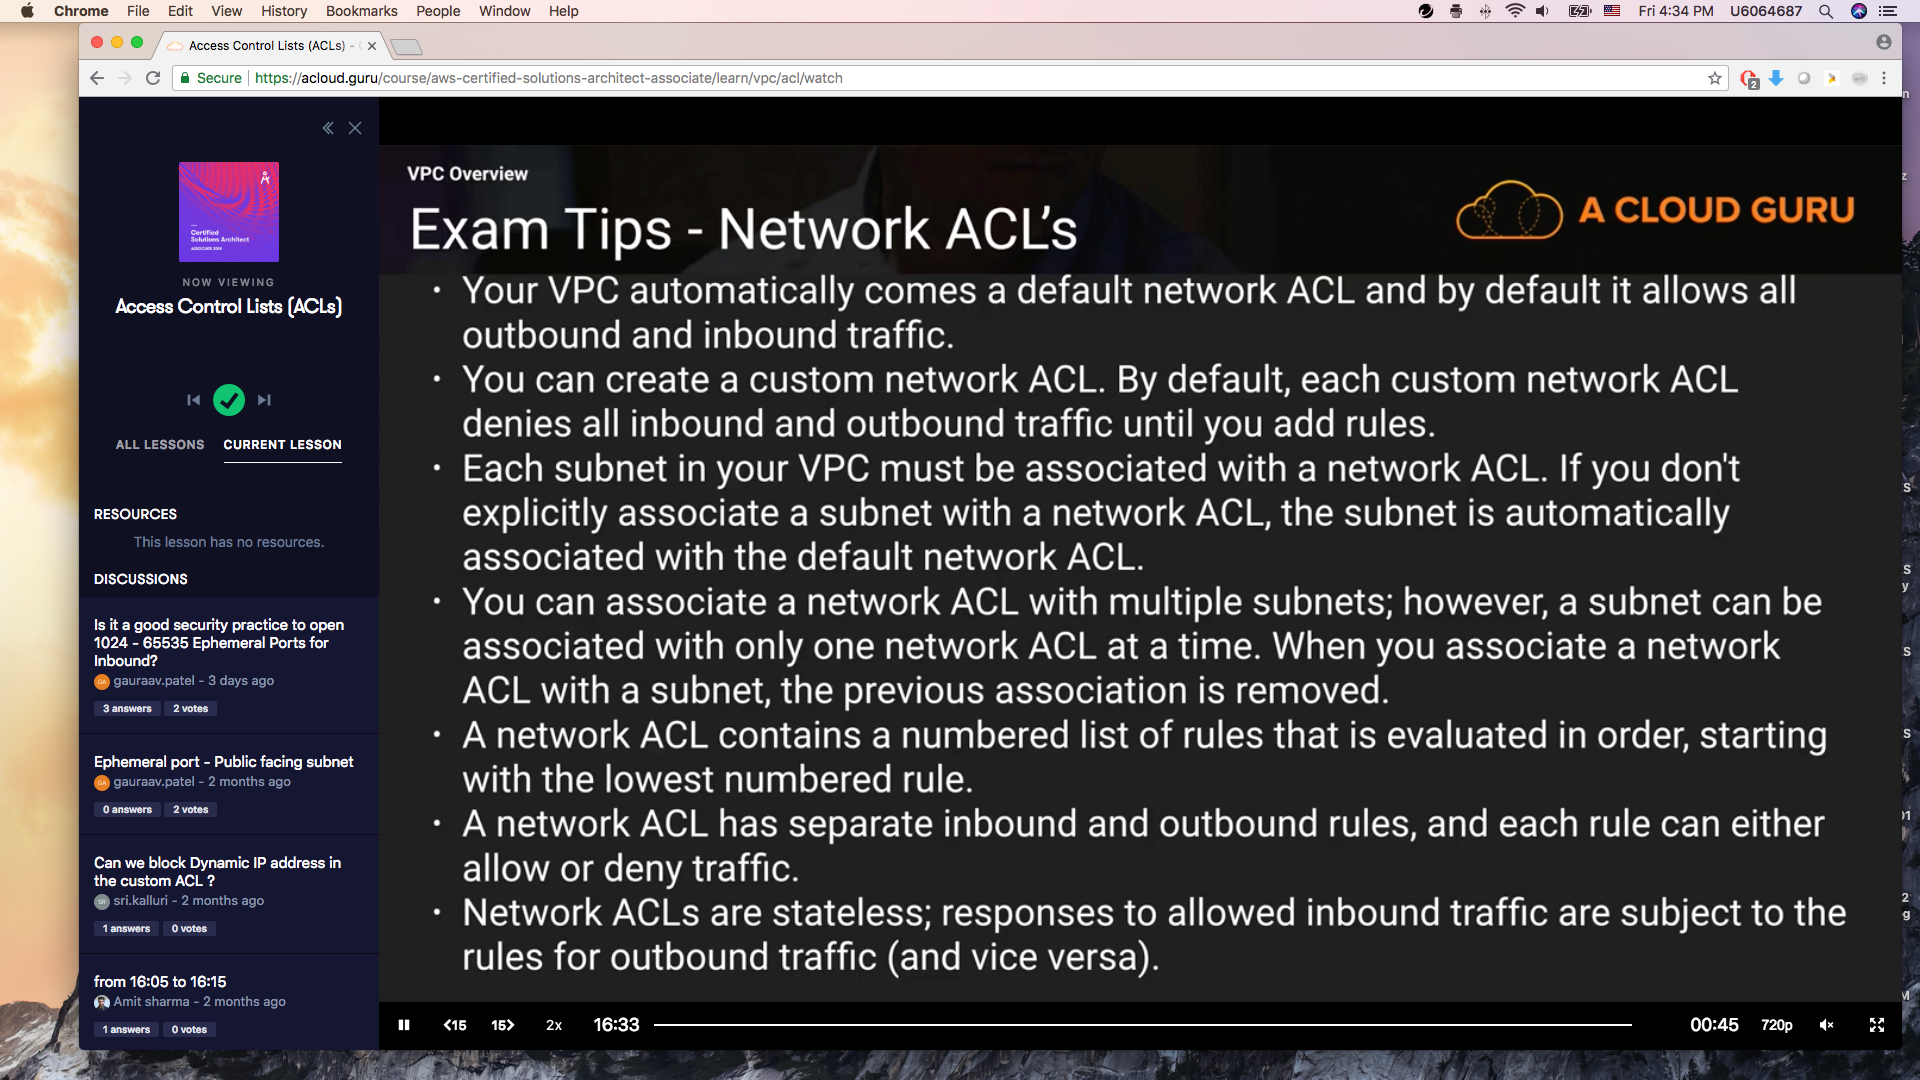 Chrome File Edit View History Bookmarks People Window Help
Fri 4:34 PM U6064687
Access Control Lists (ACLs) -
Secure https://acloud.guru/course/aws-certified-solutions-architect-associate/learn/vpc/acl/watch
2
Certified
Solutions Architect
NOW VIEWING
Access Control Lists (ACLs)
ALL LESSONS CURRENT LESSON
RESOURCES
This lesson has no resources.
DISCUSSIONS
Is it a good security practice to open
1024 - 65535 Ephemeral Ports for
Inbound?
GA gauraav.patel - 3 days ago
3 answers 2 votes
Ephemeral port - Public facing subnet
GA gauraav.patel - 2 months ago
0 answers 2 votes
Can we block Dynamic IP address in
the custom ACL ?
SR sri.kalluri - 2 months ago
1 answers 0 votes
from 16:05 to 16:15
Amit sharma - 2 months ago
1 answers 0 votes
VPC Overview
Exam Tips - Network ACL’s
A CLOUD GURU
• Your VPC automatically comes a default network ACL and by default it allows all
outbound and inbound traffic.
• You can create a custom network ACL. By default, each custom network ACL
denies all inbound and outbound traffic until you add rules.
• Each subnet in your VPC must be associated with a network ACL. If you don't
explicitly associate a subnet with a network ACL, the subnet is automatically
associated with the default network ACL.
• You can associate a network ACL with multiple subnets; however, a subnet can be
associated with only one network ACL at a time. When you associate a network
ACL with a subnet, the previous association is removed.
• A network ACL contains a numbered list of rules that is evaluated in order, starting
with the lowest numbered rule.
• A network ACL has separate inbound and outbound rules, and each rule can either
allow or deny traffic.
• Network ACLs are stateless; responses to allowed inbound traffic are subject to the
rules for outbound traffic (and vice versa).
<15 15> 2x 16:33 00:45 720p